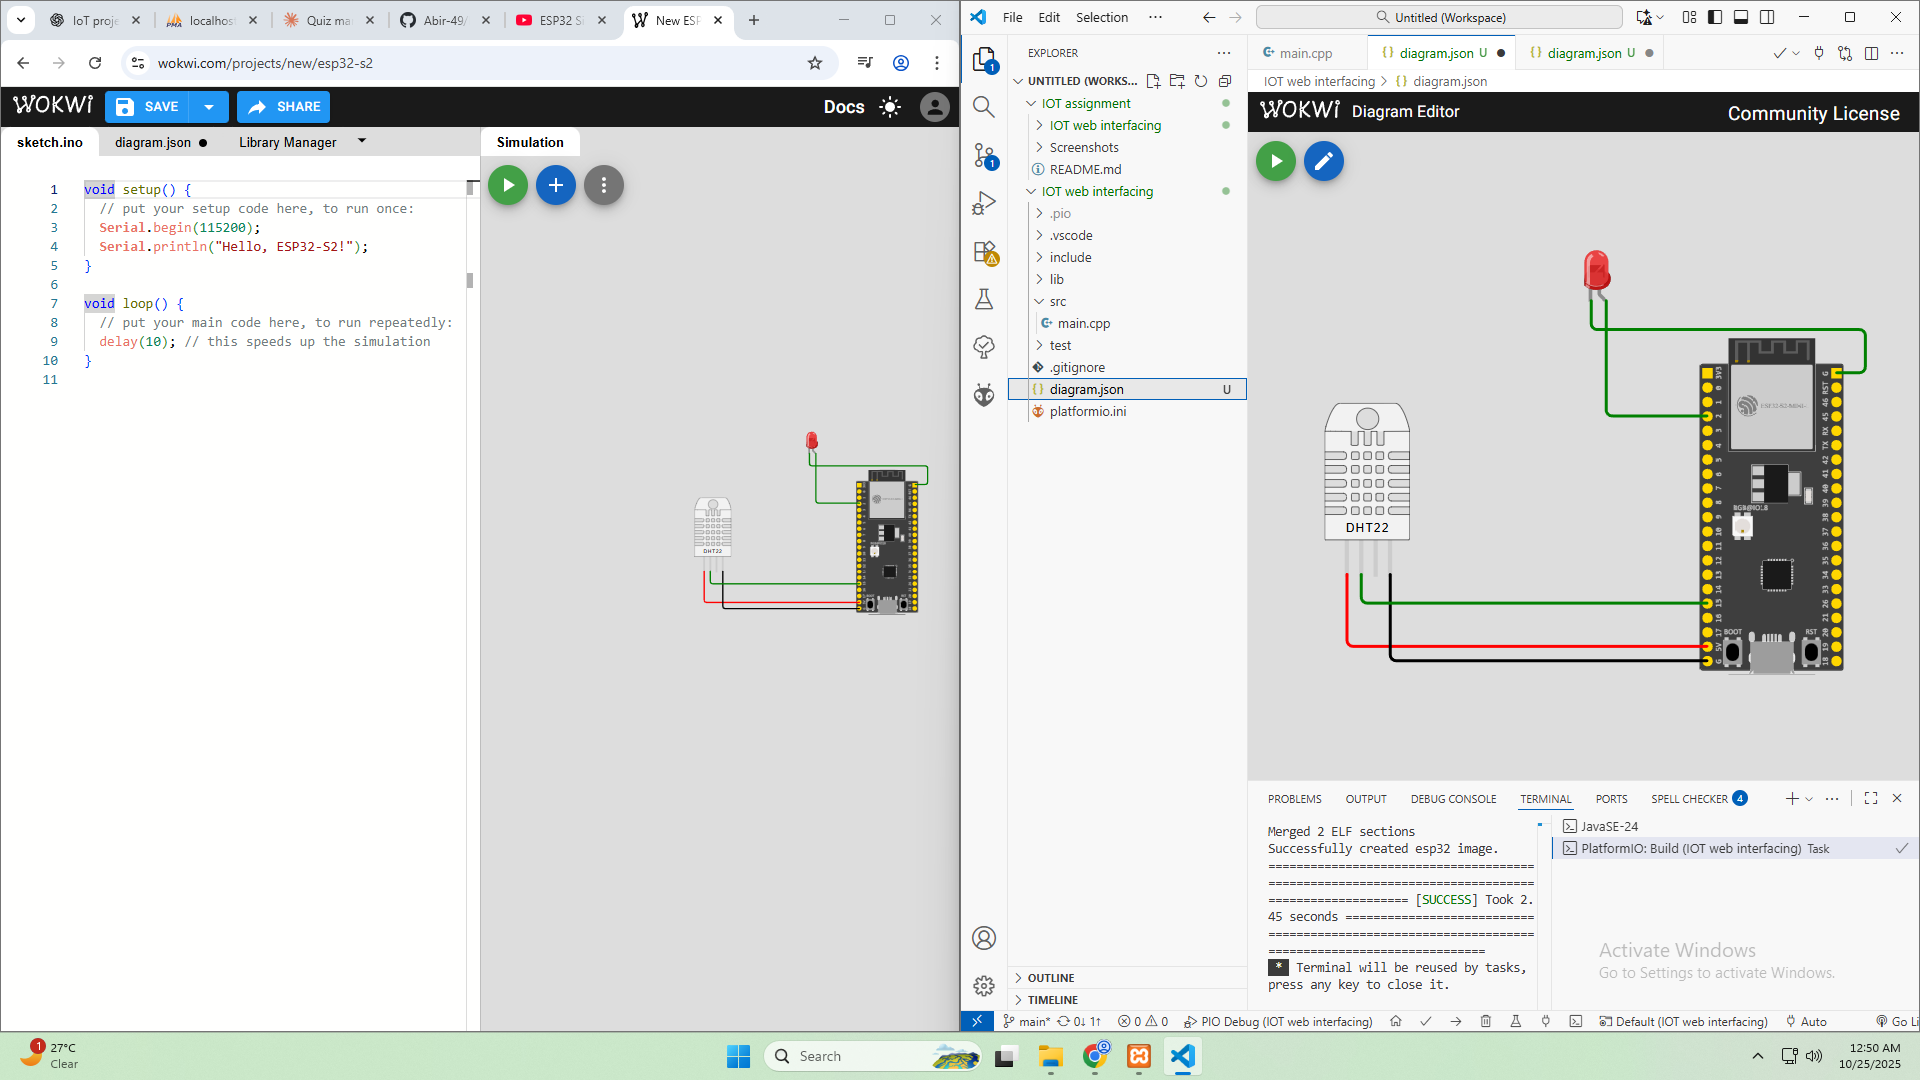 IoT proje
localhost
Quiz ma
Abir-49/
ESP32 Si
New ESP
wokwi.com/projects/new/esp32-s2
WOKWI
SAVE
SHARE
Docs
sketch.ino
diagram.json
Library Manager
Simulation
1 void setup() {
2 // put your setup code here, to run once:
3 Serial.begin(115200);
4 Serial.println("Hello, ESP32-S2!");
5 }
6
7 void loop() {
8 // put your main code here, to run repeatedly:
9 delay(10); // this speeds up the simulation
10 }
11
DHT22
File Edit Selection ···
Untitled (Workspace)
EXPLORER
UNTITLED (WORKS...
IOT assignment
IOT web interfacing
Screenshots
README.md
IOT web interfacing
.pio
.vscode
include
lib
src
main.cpp
test
.gitignore
diagram.json U
platformio.ini
OUTLINE
TIMELINE
main.cpp
diagram.json U
diagram.json U
IOT web interfacing > diagram.json
WOKWI Diagram Editor
Community License
DHT22
ESP32-S2-MINI-
RGB@IO18
BOOT
RST
PROBLEMS OUTPUT DEBUG CONSOLE TERMINAL PORTS SPELL CHECKER 4
Merged 2 ELF sections
Successfully created esp32 image.
======================================
======================================
==================== [SUCCESS] Took 2.
45 seconds ===========================
======================================
===============================
* Terminal will be reused by tasks,
press any key to close it.
JavaSE-24
PlatformIO: Build (IOT web interfacing) Task
Activate Windows
Go to Settings to activate Windows.
main* 0↓ 1↑ 0 0 PIO Debug (IOT web interfacing) Default (IOT web interfacing) Auto Go Li
1
27°C
Clear
Search
12:50 AM
10/25/2025